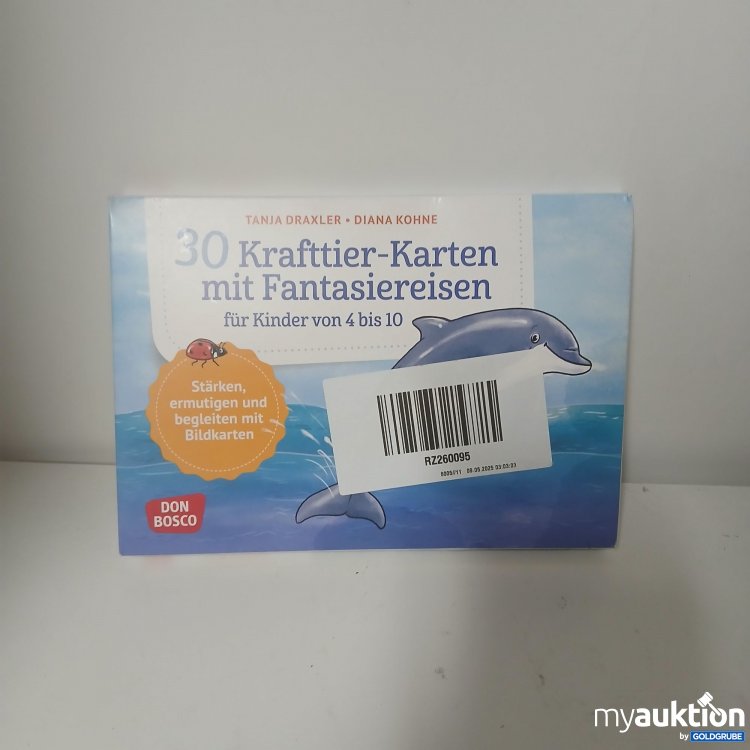 TANJA DRAXLER • DIANA KOHNE
30 Krafttier-Karten
mit Fantasiereisen
für Kinder von 4 bis 10
Stärken,
ermutigen und
begleiten mit
Bildkarten
RZ260095
DON
BOSCO
myauktion
by GOLDGRUBE